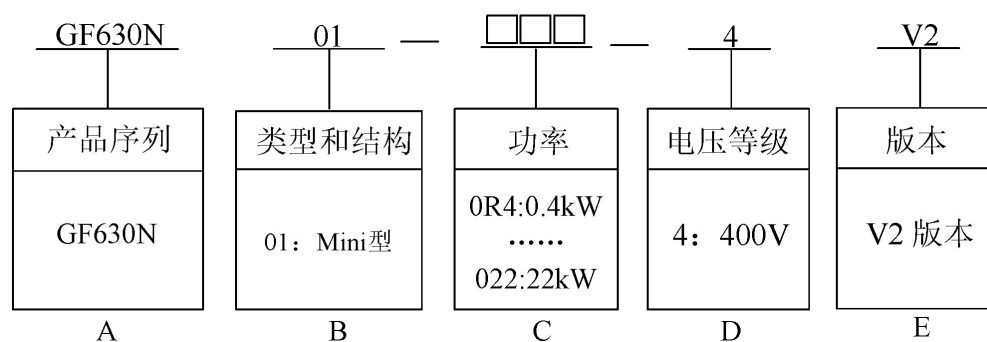 GF630N 01 — □□□ — 4 V2
产品序列 类型和结构 功率 电压等级 版本
GF630N 01：Mini型 0R4:0.4kW 4：400V V2 版本
......
022:22kW
A B C D E